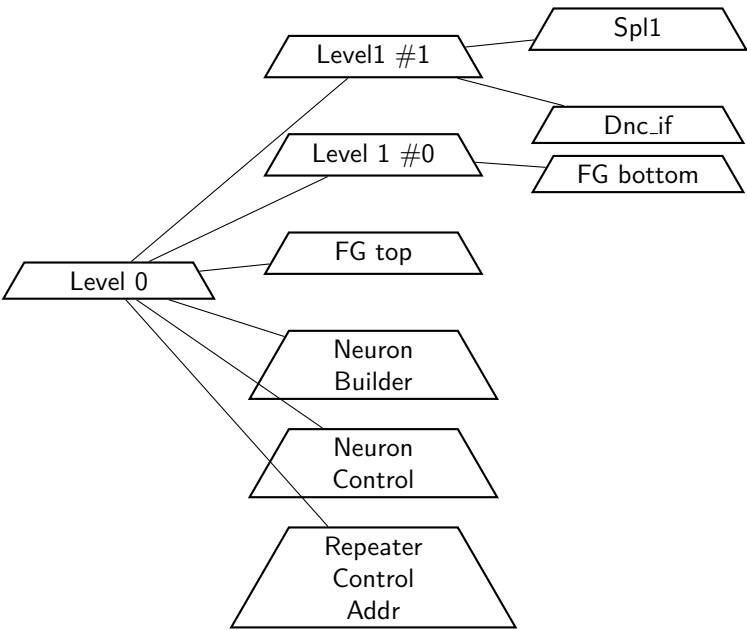 Spl1
Level1 #1
Dnc_if
Level 1 #0
FG bottom
FG top
Level 0
Neuron
Builder
Neuron
Control
Repeater
Control
Addr